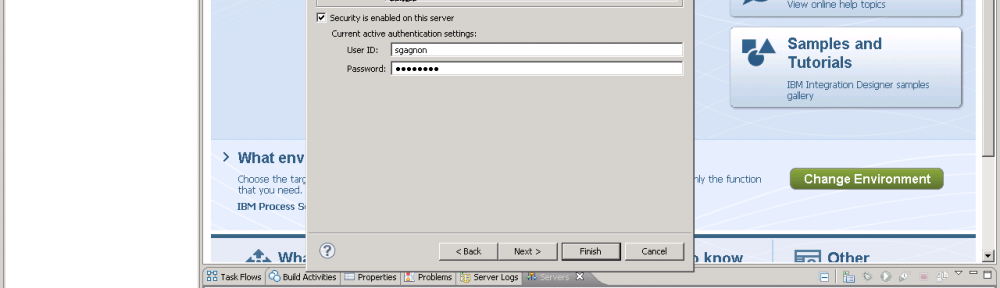 View online help topics
Security is enabled on this server
Current active authentication settings:
User ID: sgagnon
Password: ●●●●●●●●
Samples and
Tutorials
IBM Integration Designer samples
gallery
What env
Choose the targ
that you need.
nly the function
Change Environment
IBM Process S
? < Back Next > Finish Cancel
Wha
o know
Other
Task Flows Build Activities Properties Problems Server Logs Servers